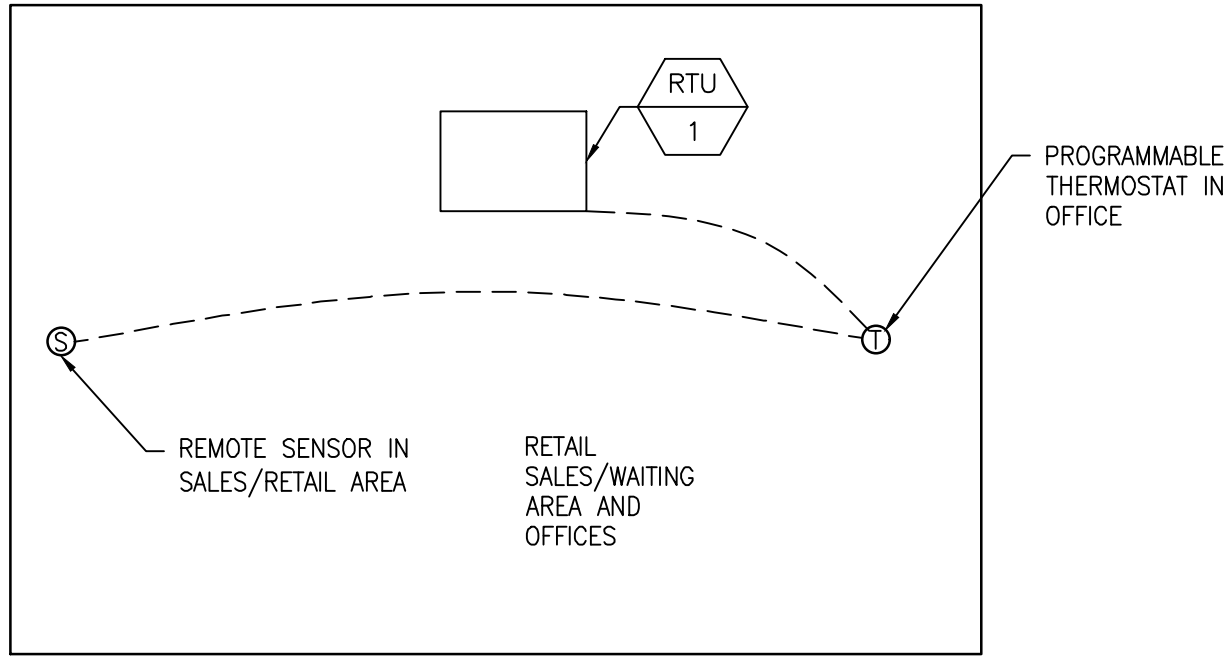 RTU
1
PROGRAMMABLE
THERMOSTAT IN
OFFICE
S
T
REMOTE SENSOR IN
SALES/RETAIL AREA
RETAIL
SALES/WAITING
AREA AND
OFFICES